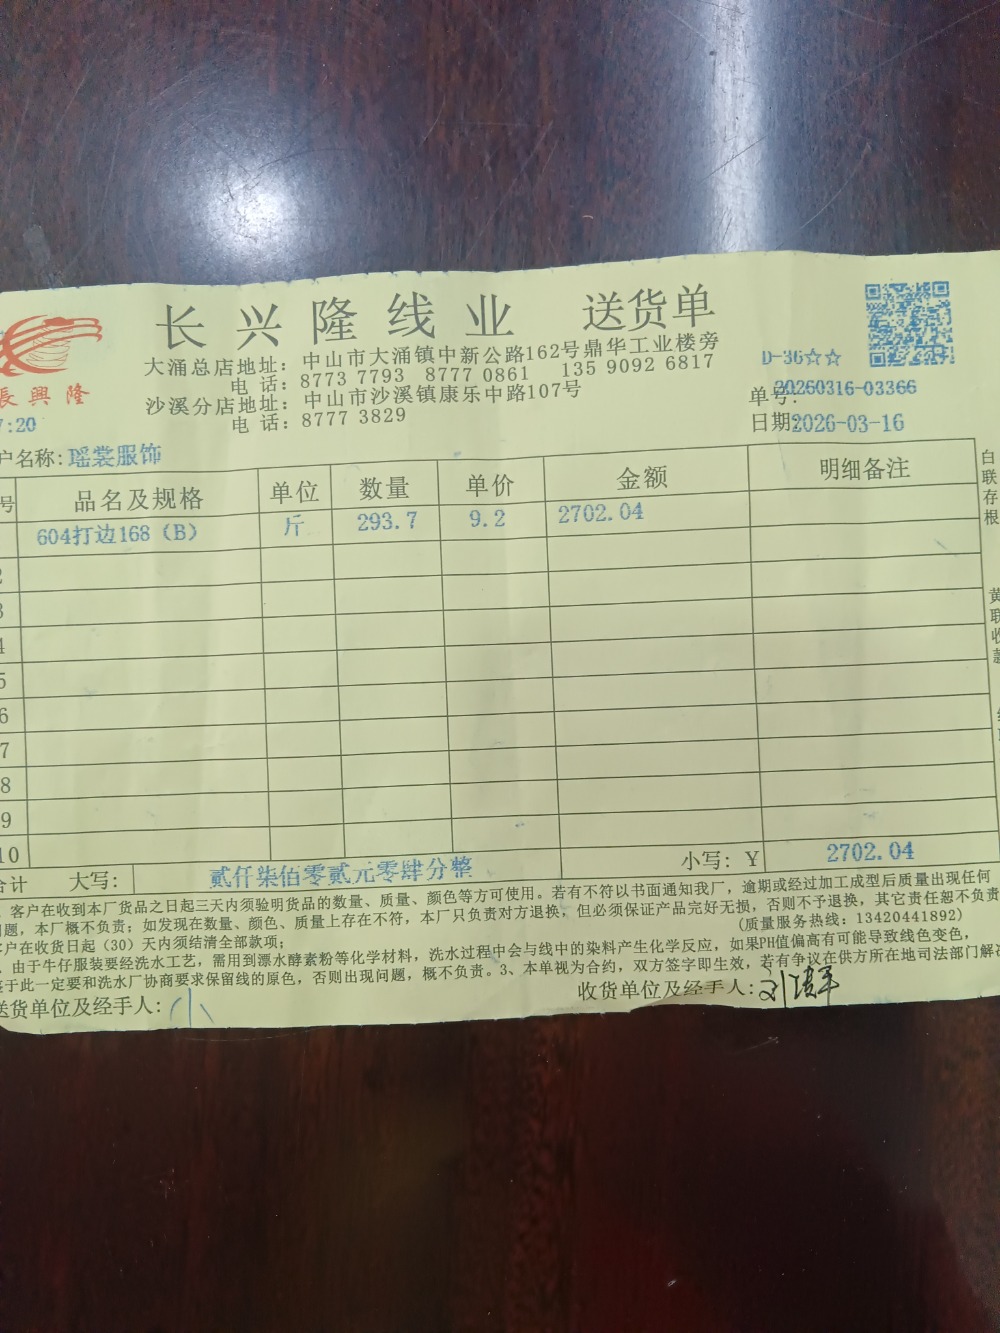 長興隆
长兴隆线业 送货单
大涌总店地址：中山市大涌镇中新公路162号鼎华工业楼旁
电 话：8773 7793 8777 0861 135 9092 6817
沙溪分店地址：中山市沙溪镇康乐中路107号
电 话：8777 3829
D-36☆☆
单号：20260316-03366
日期：2026-03-16
7:20
户名称：瑶裳服饰
号 品名及规格 单位 数量 单价 金额 明细备注
604打边168（B） 斤 293.7 9.2 2702.04
2
3
4
5
6
7
8
9
10
合计 大写：贰仟柒佰零贰元零肆分整 小写：Y 2702.04
白联存根
黄联收款
客户在收到本厂货品之日起三天内须验明货品的数量、质量、颜色等方可使用。若有不符以书面通知我厂，逾期或经过加工成型后质量出现任何
问题，本厂概不负责；如发现在数量、颜色、质量上存在不符，本厂只负责对方退换，但必须保证产品完好无损，否则不予退换，其它责任恕不负责
（质量服务热线：13420441892）
客户在收货日起（30）天内须结清全部款项；
由于牛仔服装要经洗水工艺，需用到漂水酵素粉等化学材料，洗水过程中会与线中的染料产生化学反应，如果PH值偏高有可能导致线色变色，
鉴于此一定要和洗水厂协商要求保留线的原色，否则出现问题，概不负责。3、本单视为合约，双方签字即生效，若有争议在供方所在地司法部门解决
送货单位及经手人： 小 收货单位及经手人：